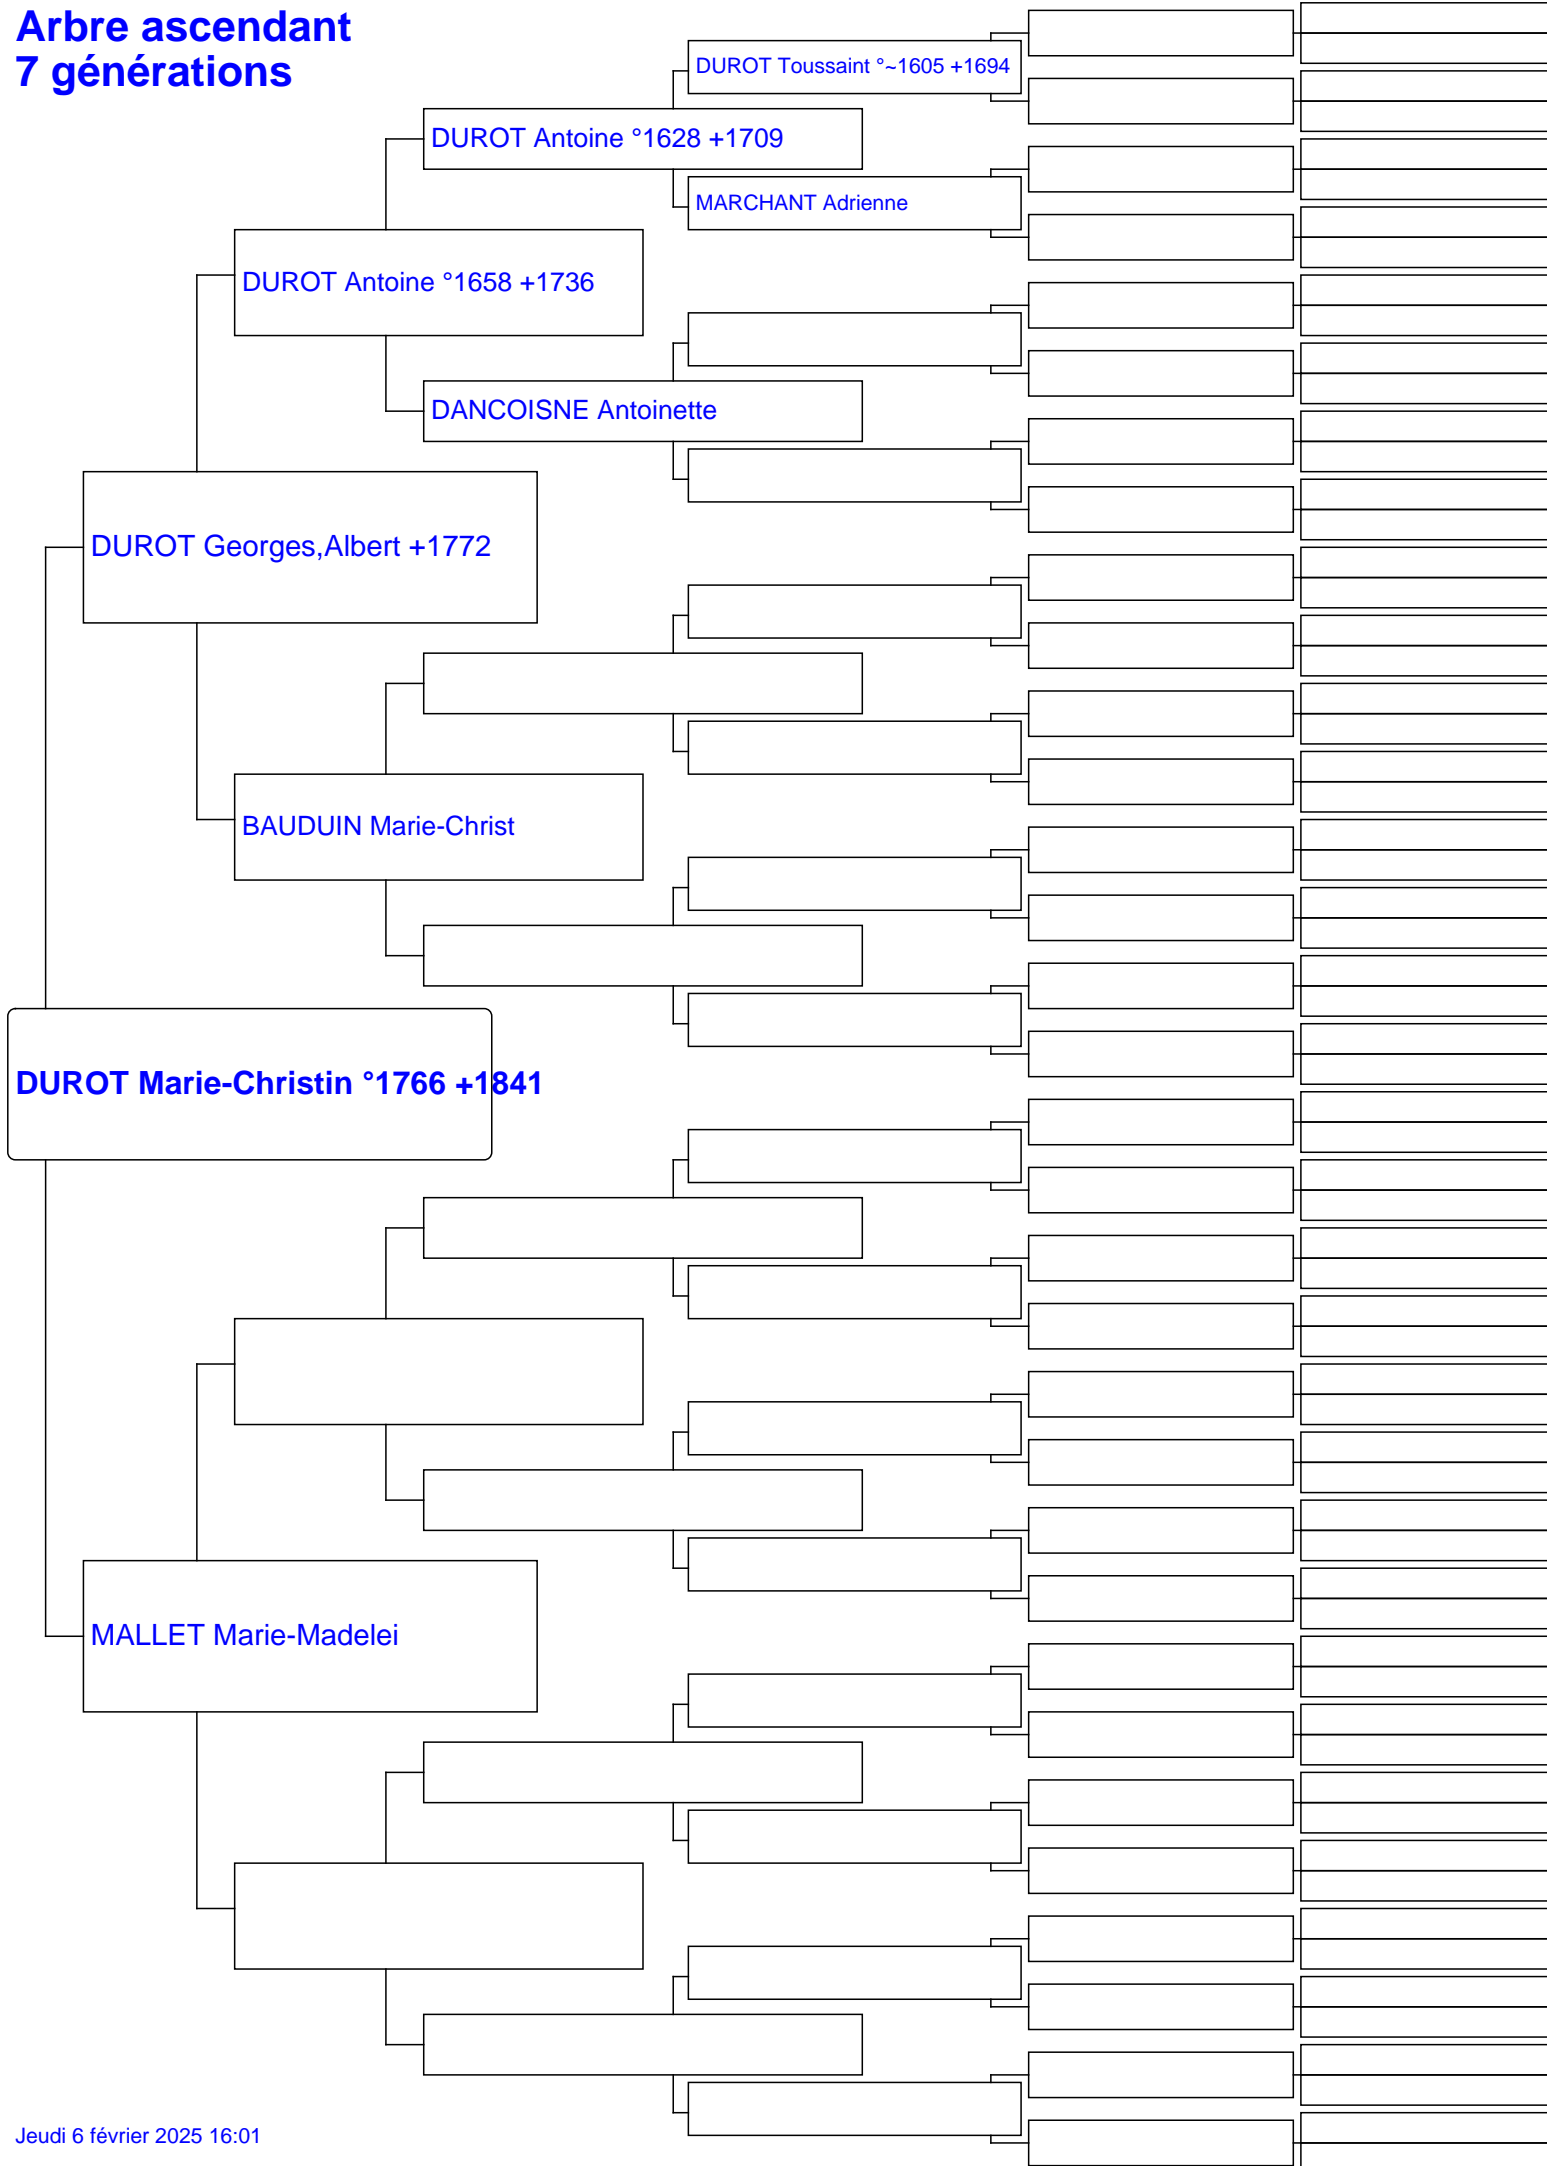 Arbre ascendant
7 générations
DUROT Toussaint °~1605 +1694
DUROT Antoine °1628 +1709
MARCHANT Adrienne
DUROT Antoine °1658 +1736
DANCOISNE Antoinette
DUROT Georges,Albert +1772
BAUDUIN Marie-Christ
DUROT Marie-Christin °1766 +1841
MALLET Marie-Madelei
Jeudi 6 février 2025 16:01